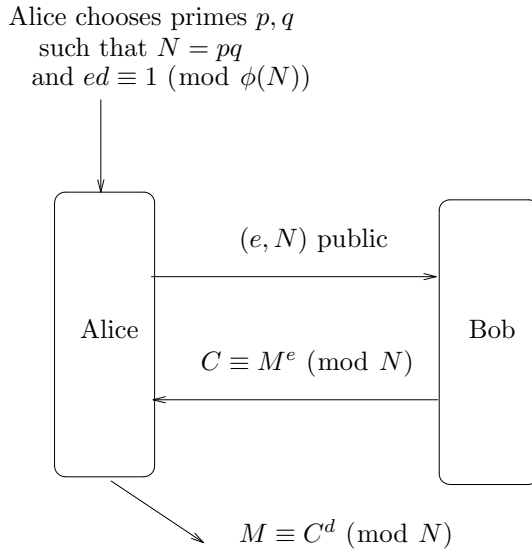 Alice chooses primes p, q
such that N = pq
and ed ≡ 1 (mod ϕ(N))
(e, N) public
Alice
Bob
C ≡ M^e (mod N)
M ≡ C^d (mod N)